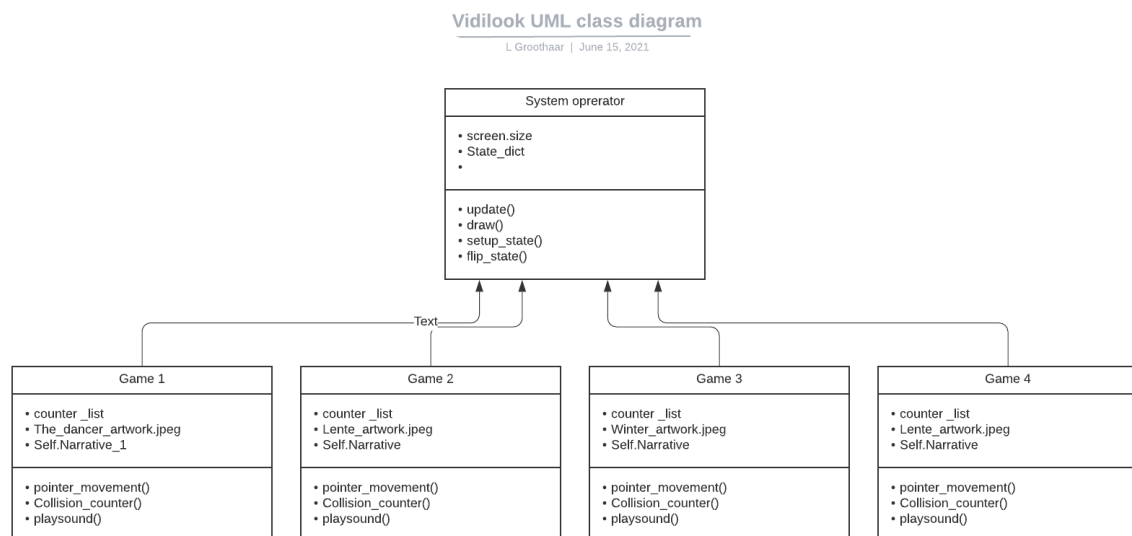 Vidilook UML class diagram
L Groothaar | June 15, 2021
System oprerator
• screen.size
• State_dict
•
• update()
• draw()
• setup_state()
• flip_state()
Text
Game 1
• counter _list
• The_dancer_artwork.jpeg
• Self.Narrative_1
• pointer_movement()
• Collision_counter()
• playsound()
Game 2
• counter _list
• Lente_artwork.jpeg
• Self.Narrative
• pointer_movement()
• Collision_counter()
• playsound()
Game 3
• counter _list
• Winter_artwork.jpeg
• Self.Narrative
• pointer_movement()
• Collision_counter()
• playsound()
Game 4
• counter _list
• Lente_artwork.jpeg
• Self.Narrative
• pointer_movement()
• Collision_counter()
• playsound()